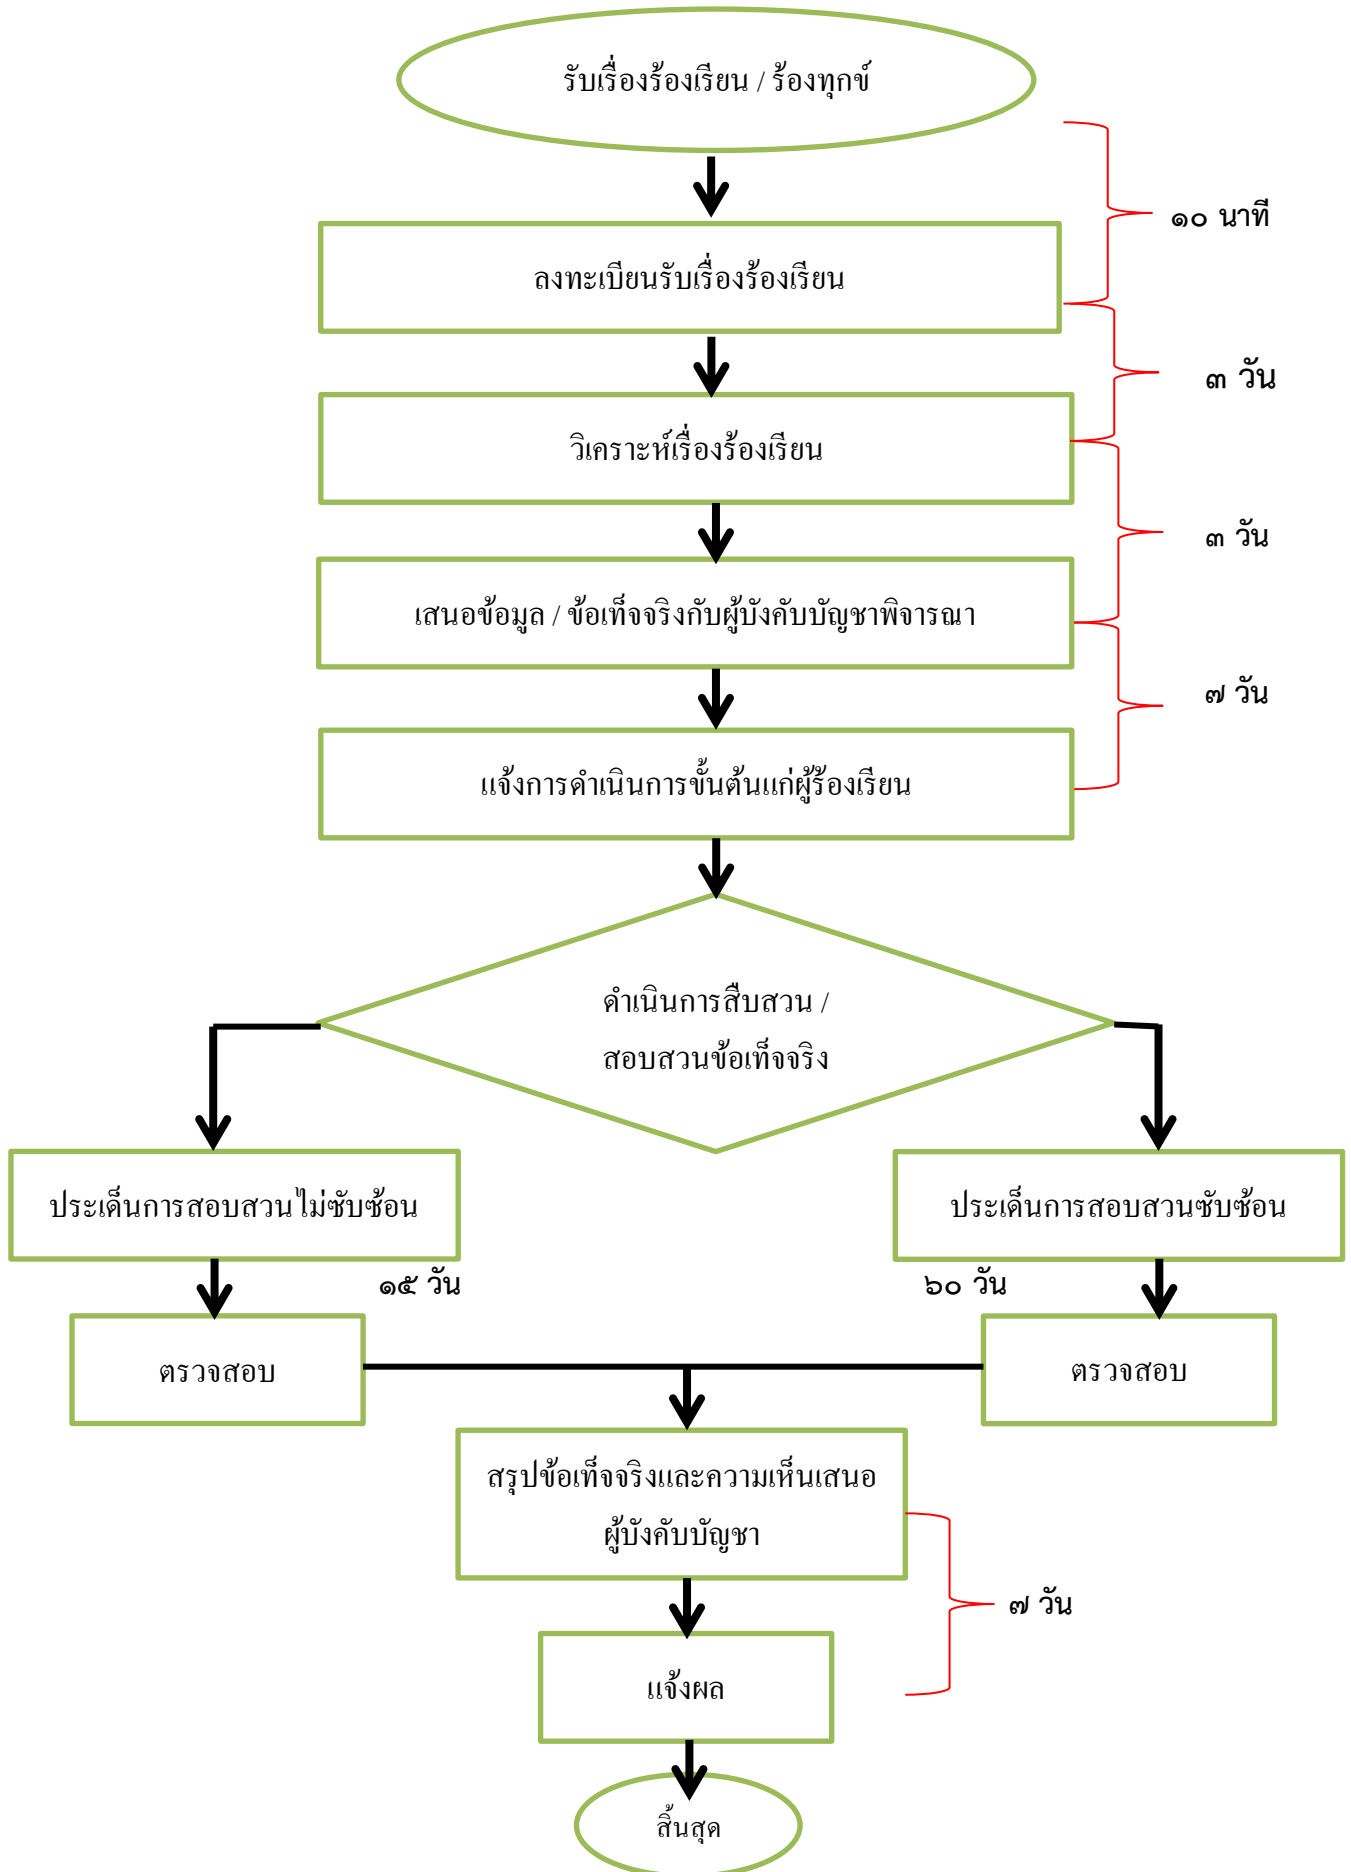 รับเรื่องร้องเรียน / ร้องทุกข์
๑๐ นาที
ลงทะเบียนรับเรื่องร้องเรียน
๓ วัน
วิเคราะห์เรื่องร้องเรียน
๓ วัน
เสนอข้อมูล / ข้อเท็จจริงกับผู้บังคับบัญชาพิจารณา
๗ วัน
แจ้งการดำเนินการขั้นต้นแก่ผู้ร้องเรียน
ดำเนินการสืบสวน /
สอบสวนข้อเท็จจริง
ประเด็นการสอบสวนไม่ซับซ้อน
ประเด็นการสอบสวนซับซ้อน
๑๕ วัน
๖๐ วัน
ตรวจสอบ
ตรวจสอบ
สรุปข้อเท็จจริงและความเห็นเสนอ
ผู้บังคับบัญชา
๗ วัน
แจ้งผล
สิ้นสุด